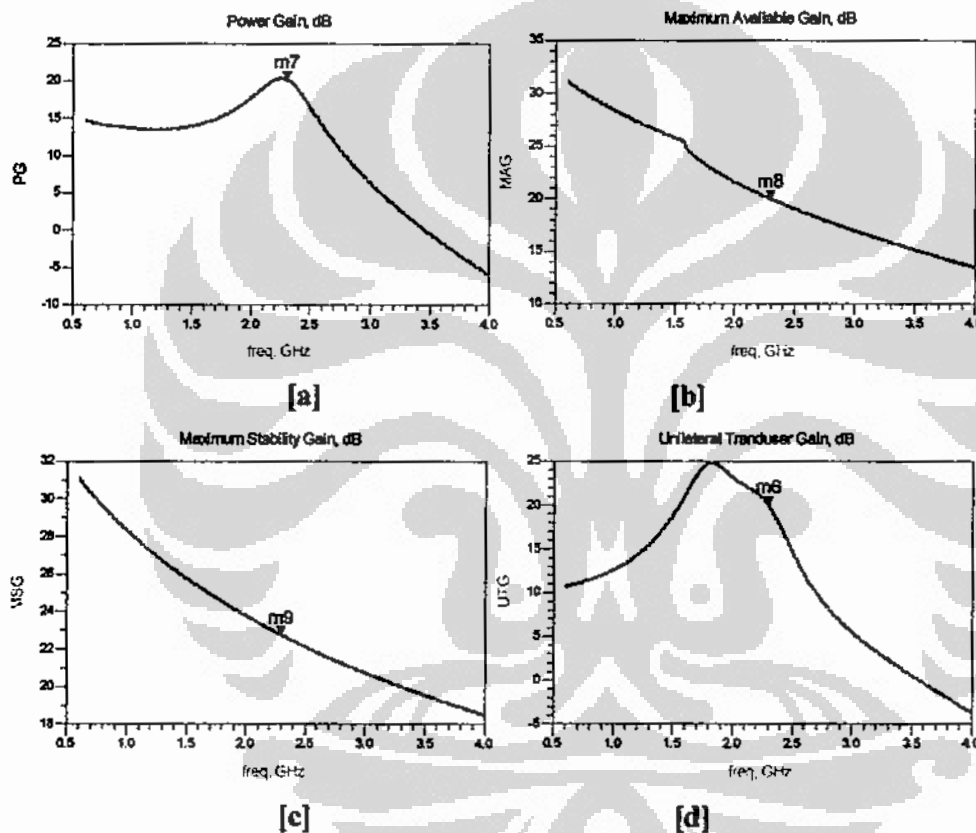 Power Gain, dB
25
20
15
10
5
0
-5
-10
PG
m7
0.5 1.0 1.5 2.0 2.5 3.0 3.5 4.0
freq, GHz
[a]
Maximum Available Gain, dB
35
30
25
20
15
10
MAG
m8
0.5 1.0 1.5 2.0 2.5 3.0 3.5 4.0
freq, GHz
[b]
Maximum Stability Gain, dB
32
30
28
26
24
22
20
18
MSG
m9
0.5 1.0 1.5 2.0 2.5 3.0 3.5 4.0
freq, GHz
[c]
Unilateral Tranduser Gain, dB
25
20
15
10
5
0
-5
UTG
m6
0.5 1.0 1.5 2.0 2.5 3.0 3.5 4.0
freq, GHz
[d]